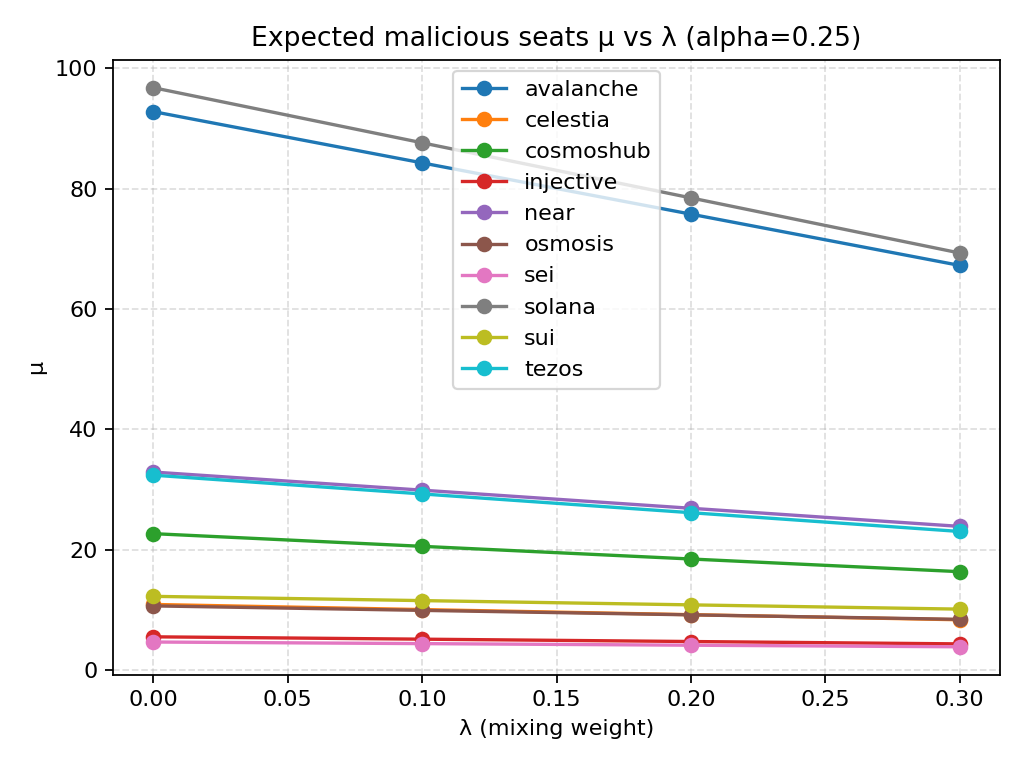 Expected malicious seats μ vs λ (alpha=0.25)
100
80
60
40
20
0
μ
avalanche
celestia
cosmoshub
injective
near
osmosis
sei
solana
sui
tezos
0.00 0.05 0.10 0.15 0.20 0.25 0.30
λ (mixing weight)